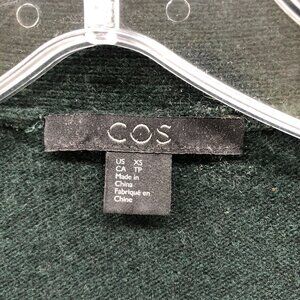 COS
US XS
CA TP
Made in
China
Fabriqué en
Chine